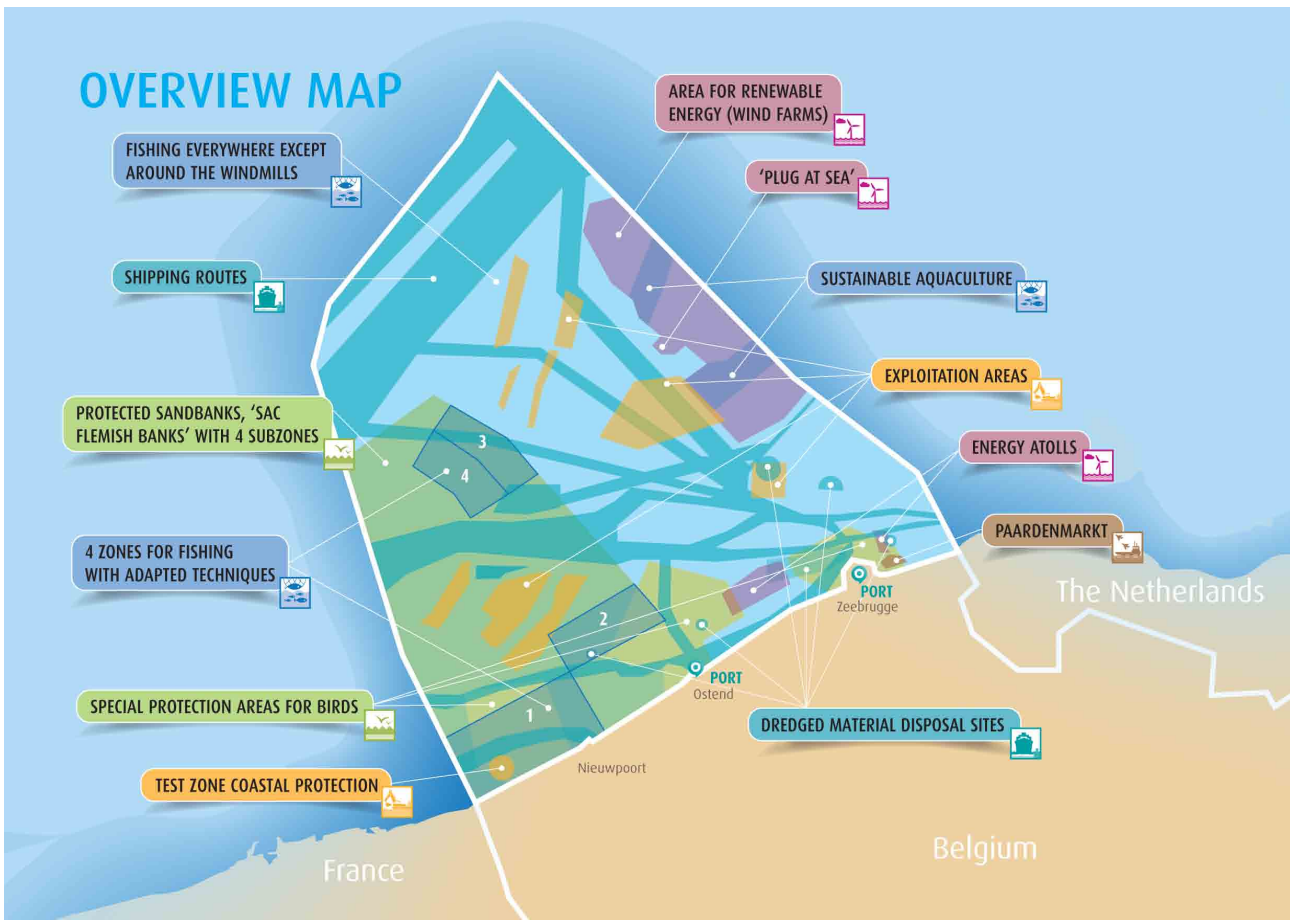 OVERVIEW MAP
AREA FOR RENEWABLE
ENERGY (WIND FARMS)
FISHING EVERYWHERE EXCEPT
AROUND THE WINDMILLS
'PLUG AT SEA'
SHIPPING ROUTES
SUSTAINABLE AQUACULTURE
EXPLOITATION AREAS
PROTECTED SANDBANKS, 'SAC
FLEMISH BANKS' WITH 4 SUBZONES
3
4
ENERGY ATOLLS
PAARDENMARKT
4 ZONES FOR FISHING
WITH ADAPTED TECHNIQUES
The Netherlands
PORT
Zeebrugge
2
PORT
Ostend
SPECIAL PROTECTION AREAS FOR BIRDS
1
DREDGED MATERIAL DISPOSAL SITES
Nieuwpoort
TEST ZONE COASTAL PROTECTION
Belgium
France